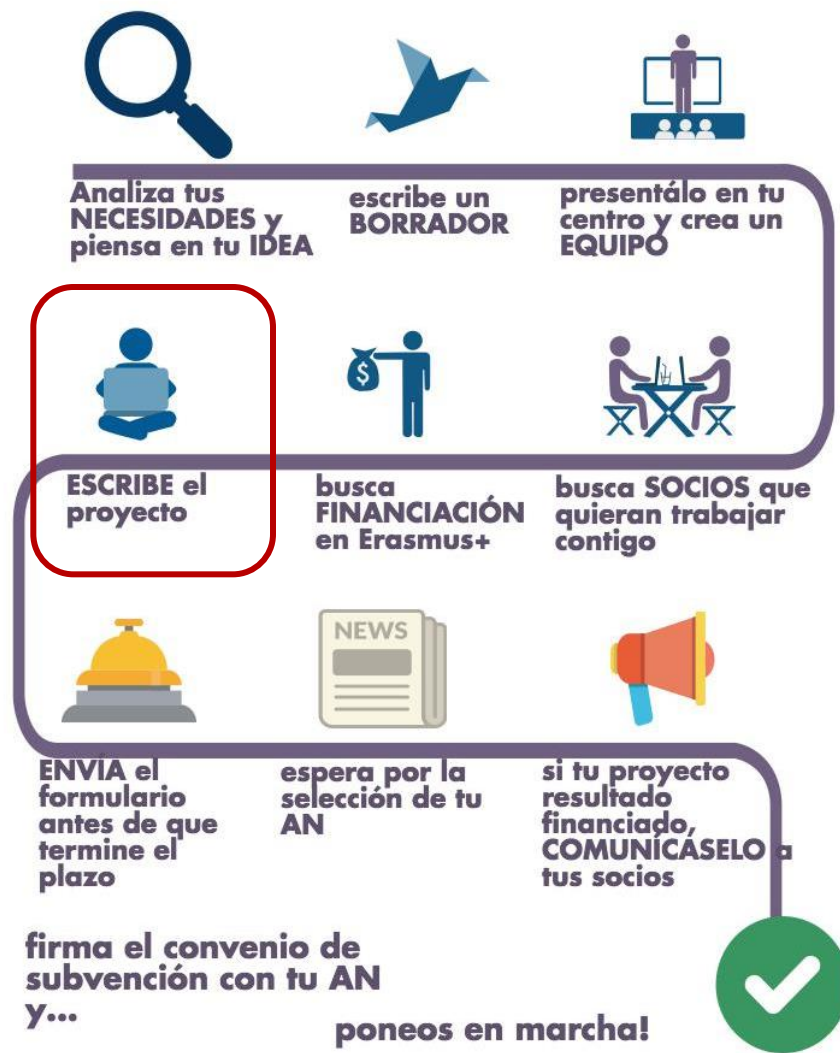 Analiza tus
NECESIDADES y
piensa en tu IDEA
escribe un
BORRADOR
presentálo en tu
centro y crea un
EQUIPO
$
busca SOCIOS que
quieran trabajar
contigo
busca
FINANCIACIÓN
en Erasmus+
ESCRIBE el
proyecto
ENVÍA el
formulario
antes de que
termine el
plazo
NEWS
espera por la
selección de tu
AN
si tu proyecto
resultado
financiado,
COMUNÍCASELO a
tus socios
firma el convenio de
subvención con tu AN
y...
poneos en marcha!